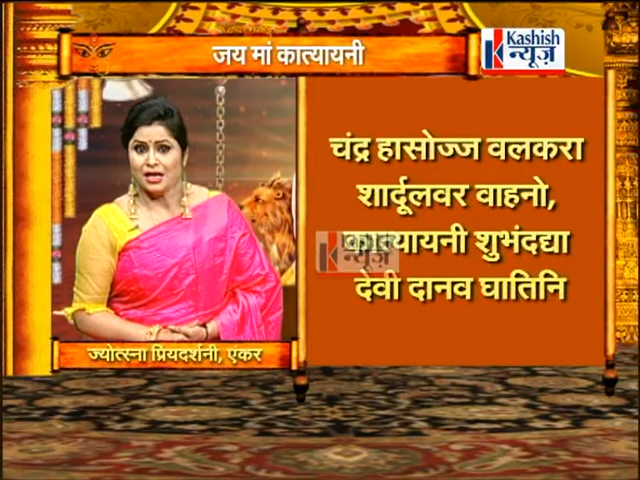 जय मां कात्यायनी
Kashish
न्यूज़
चंद्र हासोज्ज वलकरा
शार्दूलवर वाहनो,
कात्यायनी शुभंदद्या
देवी दानव घातिनि
ज्योत्स्ना प्रियदर्शनी, एंकर